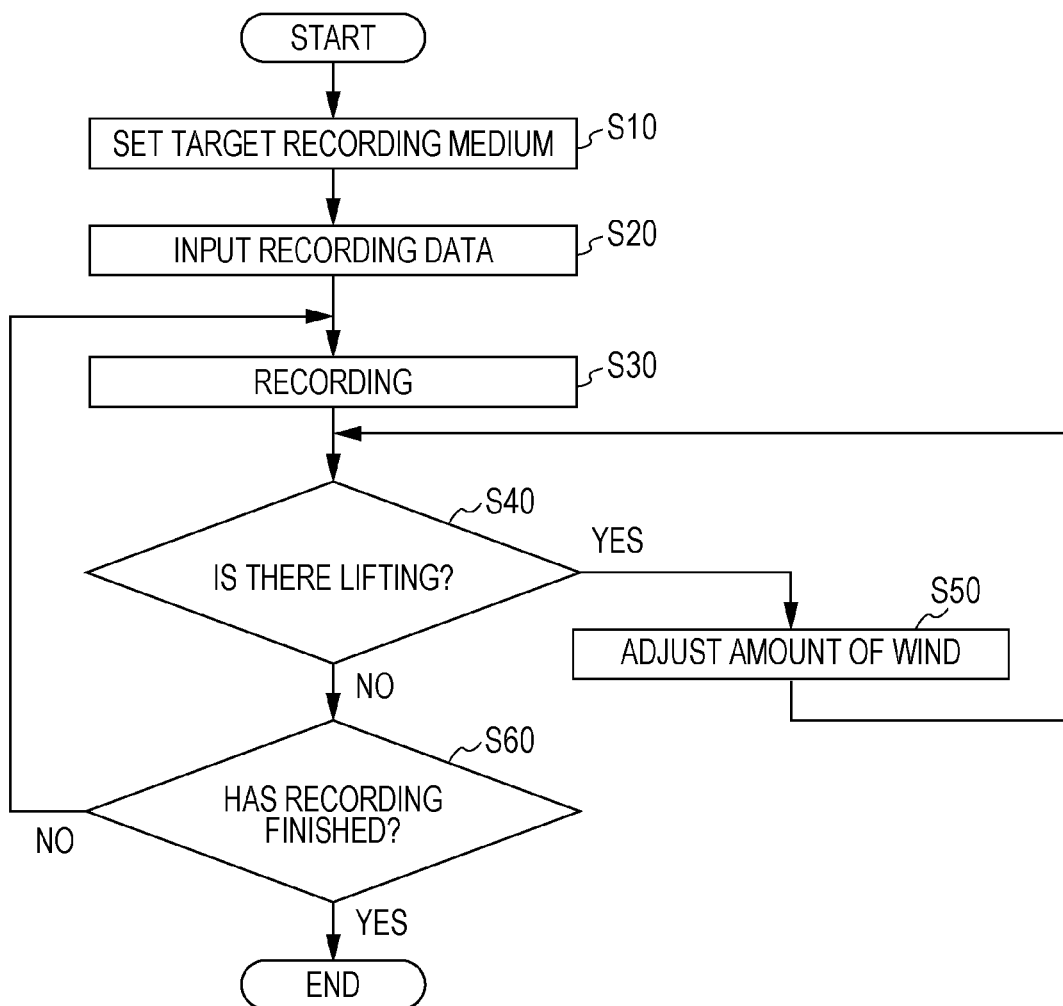 START
SET TARGET RECORDING MEDIUM
S10
INPUT RECORDING DATA
S20
RECORDING
S30
S40
IS THERE LIFTING?
YES
S50
ADJUST AMOUNT OF WIND
NO
S60
HAS RECORDING
FINISHED?
NO
YES
END